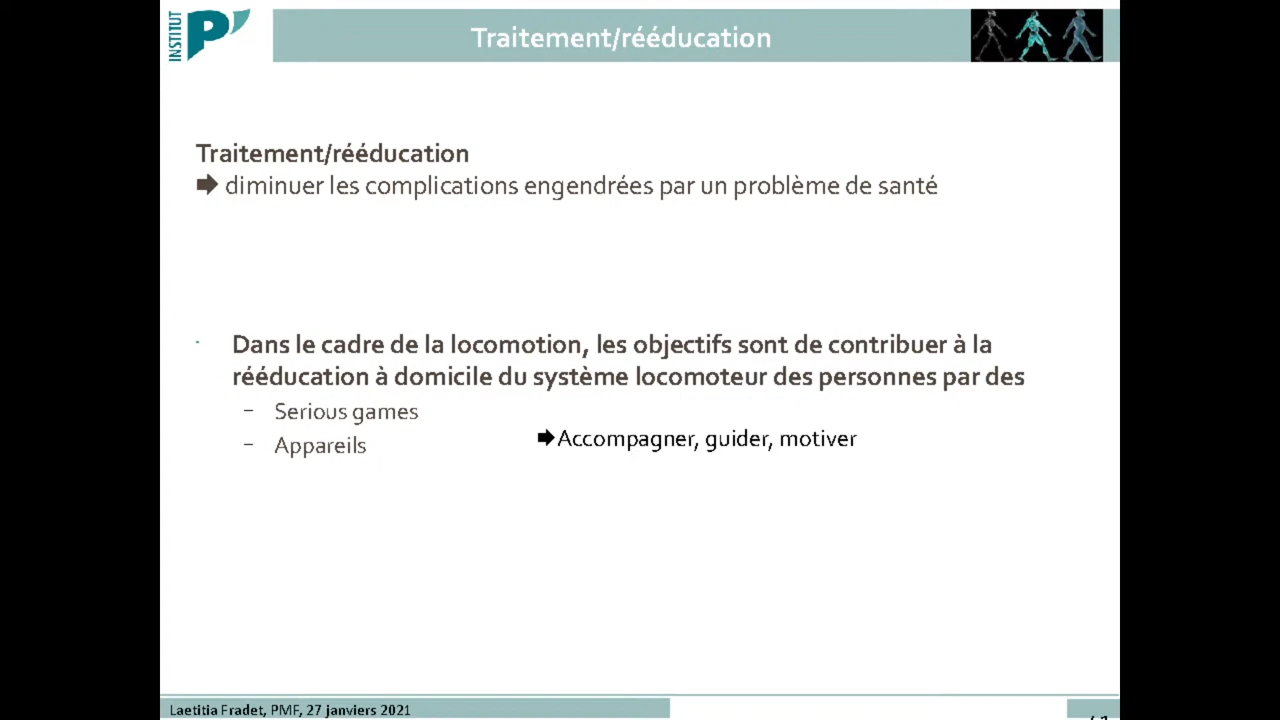 INSTITUT
P'
Traitement/rééducation
Traitement/rééducation
➡ diminuer les complications engendrées par un problème de santé
Dans le cadre de la locomotion, les objectifs sont de contribuer à la
rééducation à domicile du système locomoteur des personnes par des
– Serious games
– Appareils
➡Accompagner, guider, motiver
Laetitia Fradet, PMF, 27 janviers 2021